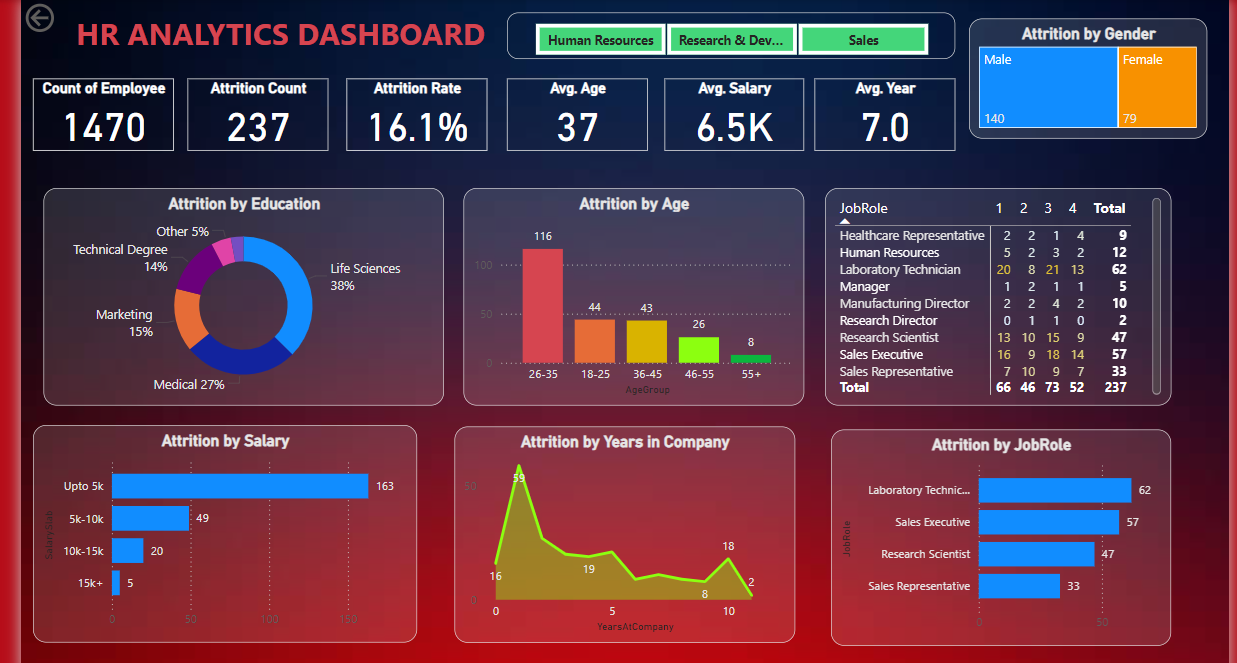 HR ANALYTICS DASHBOARD
Human Resources
Research & Dev...
Sales
Attrition by Gender
Male
Female
140
79
Count of Employee
1470
Attrition Count
237
Attrition Rate
16.1%
Avg. Age
37
Avg. Salary
6.5K
Avg. Year
7.0
Attrition by Education
Other 5%
Technical Degree
14%
Life Sciences
38%
Marketing
15%
Medical 27%
Attrition by Age
100
50
0
116
44
43
26
8
26-35 18-25 36-45 46-55 55+
AgeGroup
JobRole 1 2 3 4 Total
Healthcare Representative 2 2 1 4 9
Human Resources 5 2 3 2 12
Laboratory Technician 20 8 21 13 62
Manager 1 2 1 1 5
Manufacturing Director 2 2 4 2 10
Research Director 0 1 1 0 2
Research Scientist 13 10 15 9 47
Sales Executive 16 9 18 14 57
Sales Representative 7 10 9 7 33
Total 66 46 73 52 237
Attrition by Salary
SalarySlab
Upto 5k 163
5k-10k 49
10k-15k 20
15k+ 5
0 50 100 150
Attrition by Years in Company
50
0
59
16
19
8
18
2
0 5 10
YearsAtCompany
Attrition by JobRole
JobRole
Laboratory Technic... 62
Sales Executive 57
Research Scientist 47
Sales Representative 33
0 50